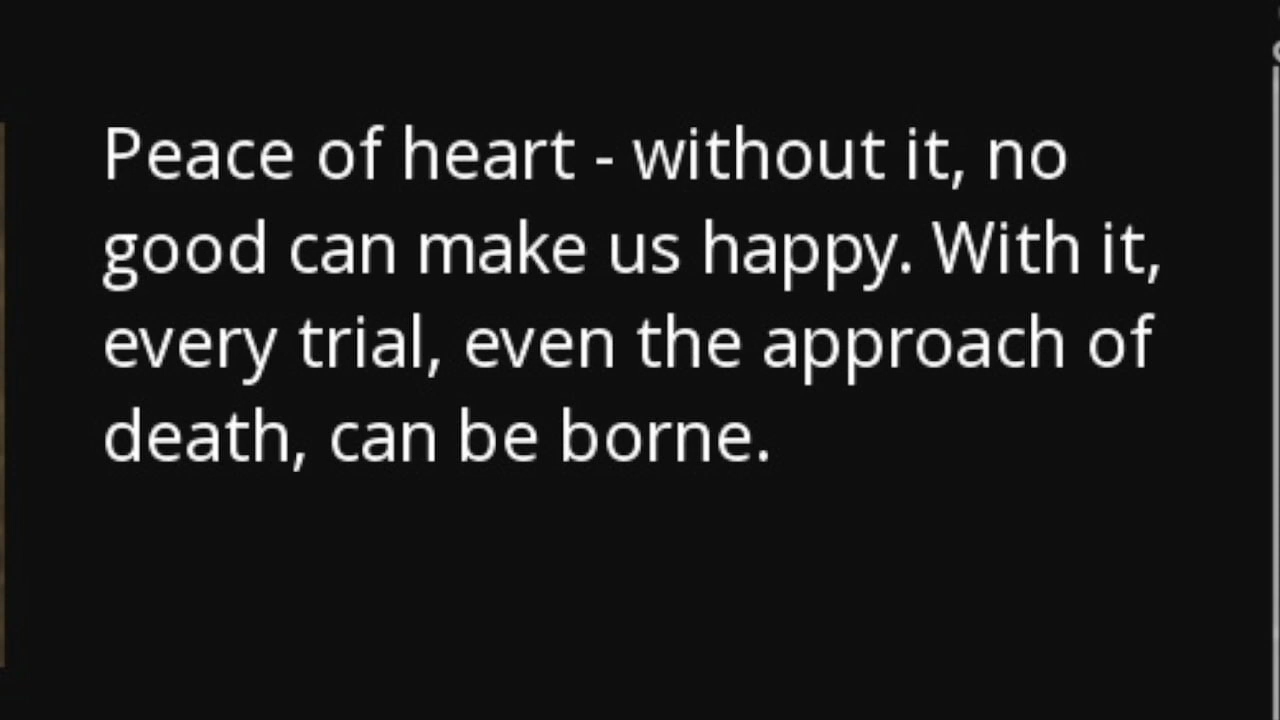 Peace of heart - without it, no
good can make us happy. With it,
every trial, even the approach of
death, can be borne.